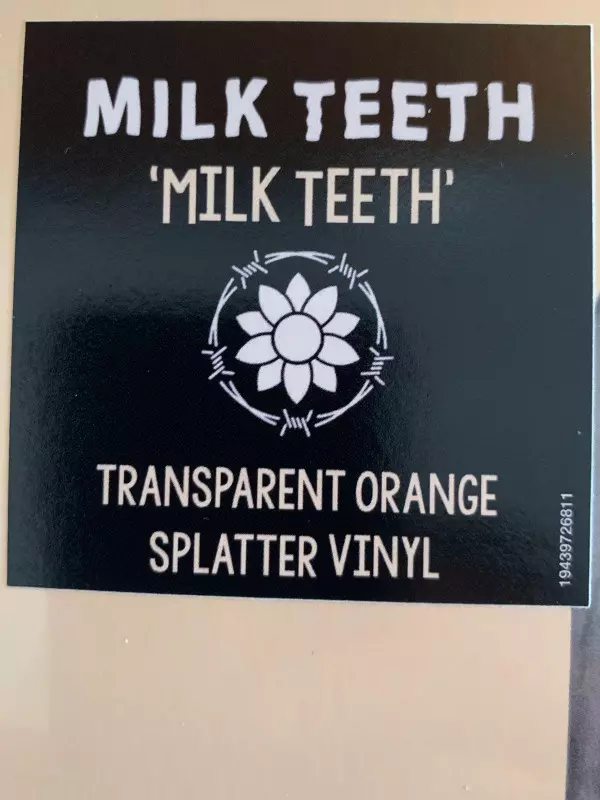 MILK TEETH
'MILK TEETH'
TRANSPARENT ORANGE
SPLATTER VINYL
19439726811